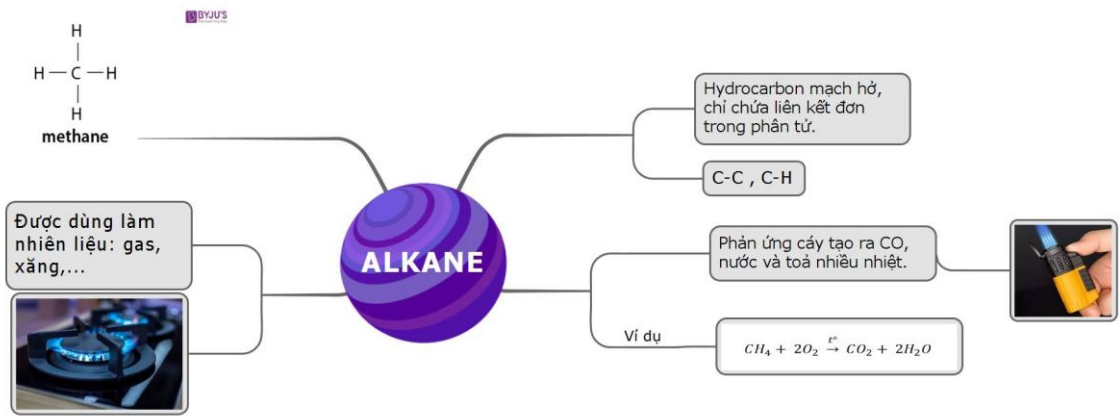 BYJU'S
H
H – C – H
H
methane
Hydrocarbon mạch hở,
chỉ chứa liên kết đơn
trong phân tử.
C-C , C-H
Được dùng làm
nhiên liệu: gas,
xăng,...
ALKANE
Phản ứng cáy tạo ra CO,
nước và toả nhiều nhiệt.
Ví dụ
CH₄ + 2O₂ →(t°) CO₂ + 2H₂O